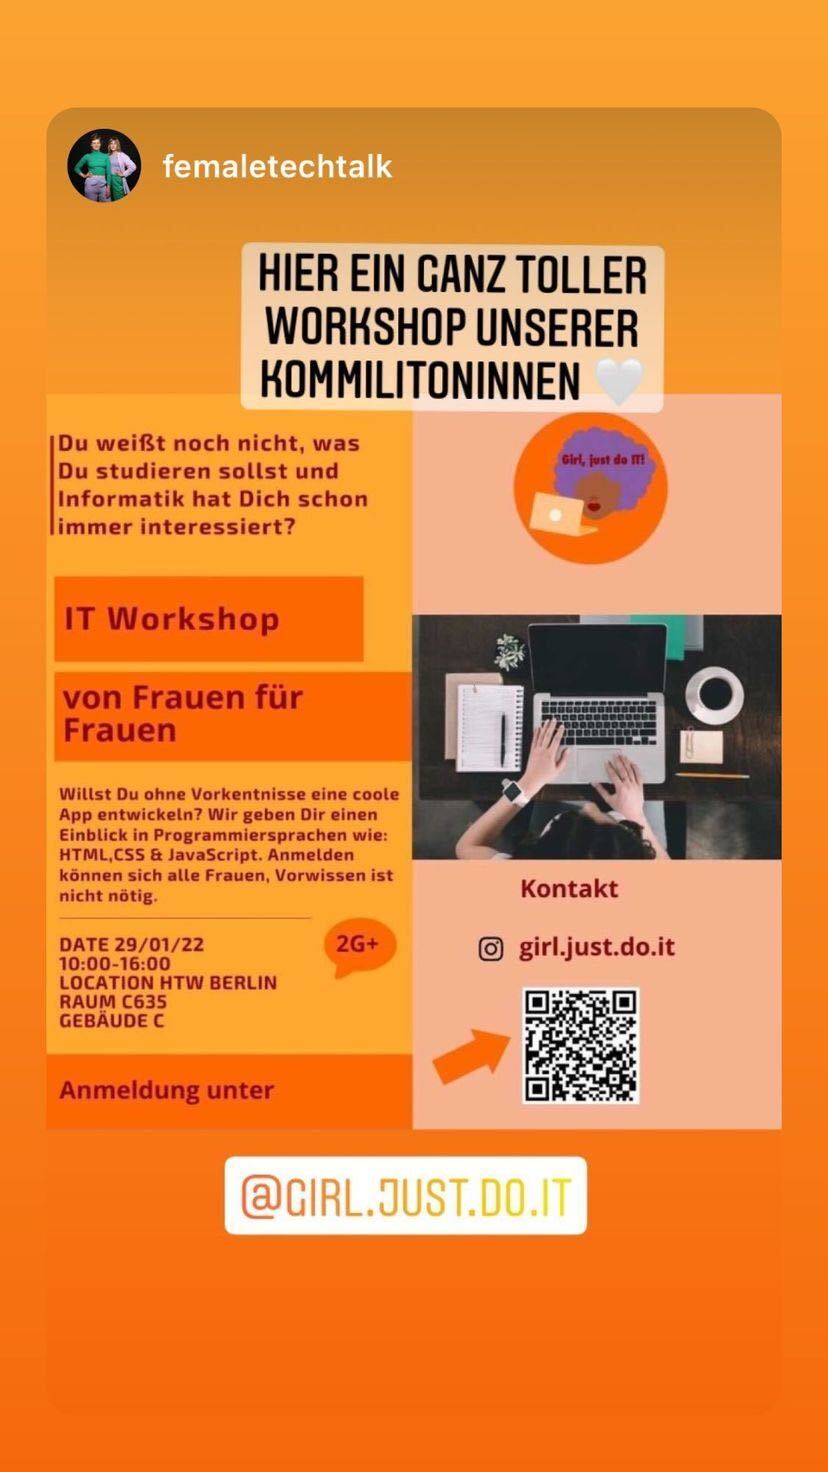 femaletechtalk
HIER EIN GANZ TOLLER
WORKSHOP UNSERER
KOMMILITONINNEN 🤍
Du weißt noch nicht, was
Du studieren sollst und
Informatik hat Dich schon
immer interessiert?
Girl, just do IT!
IT Workshop
von Frauen für
Frauen
Willst Du ohne Vorkentnisse eine coole
App entwickeln? Wir geben Dir einen
Einblick in Programmiersprachen wie:
HTML,CSS & JavaScript. Anmelden
können sich alle Frauen, Vorwissen ist
nicht nötig.
DATE 29/01/22
10:00-16:00
LOCATION HTW BERLIN
RAUM C635
GEBÄUDE C
2G+
Anmeldung unter
Kontakt
girl.just.do.it
@GIRL.JUST.DO.IT